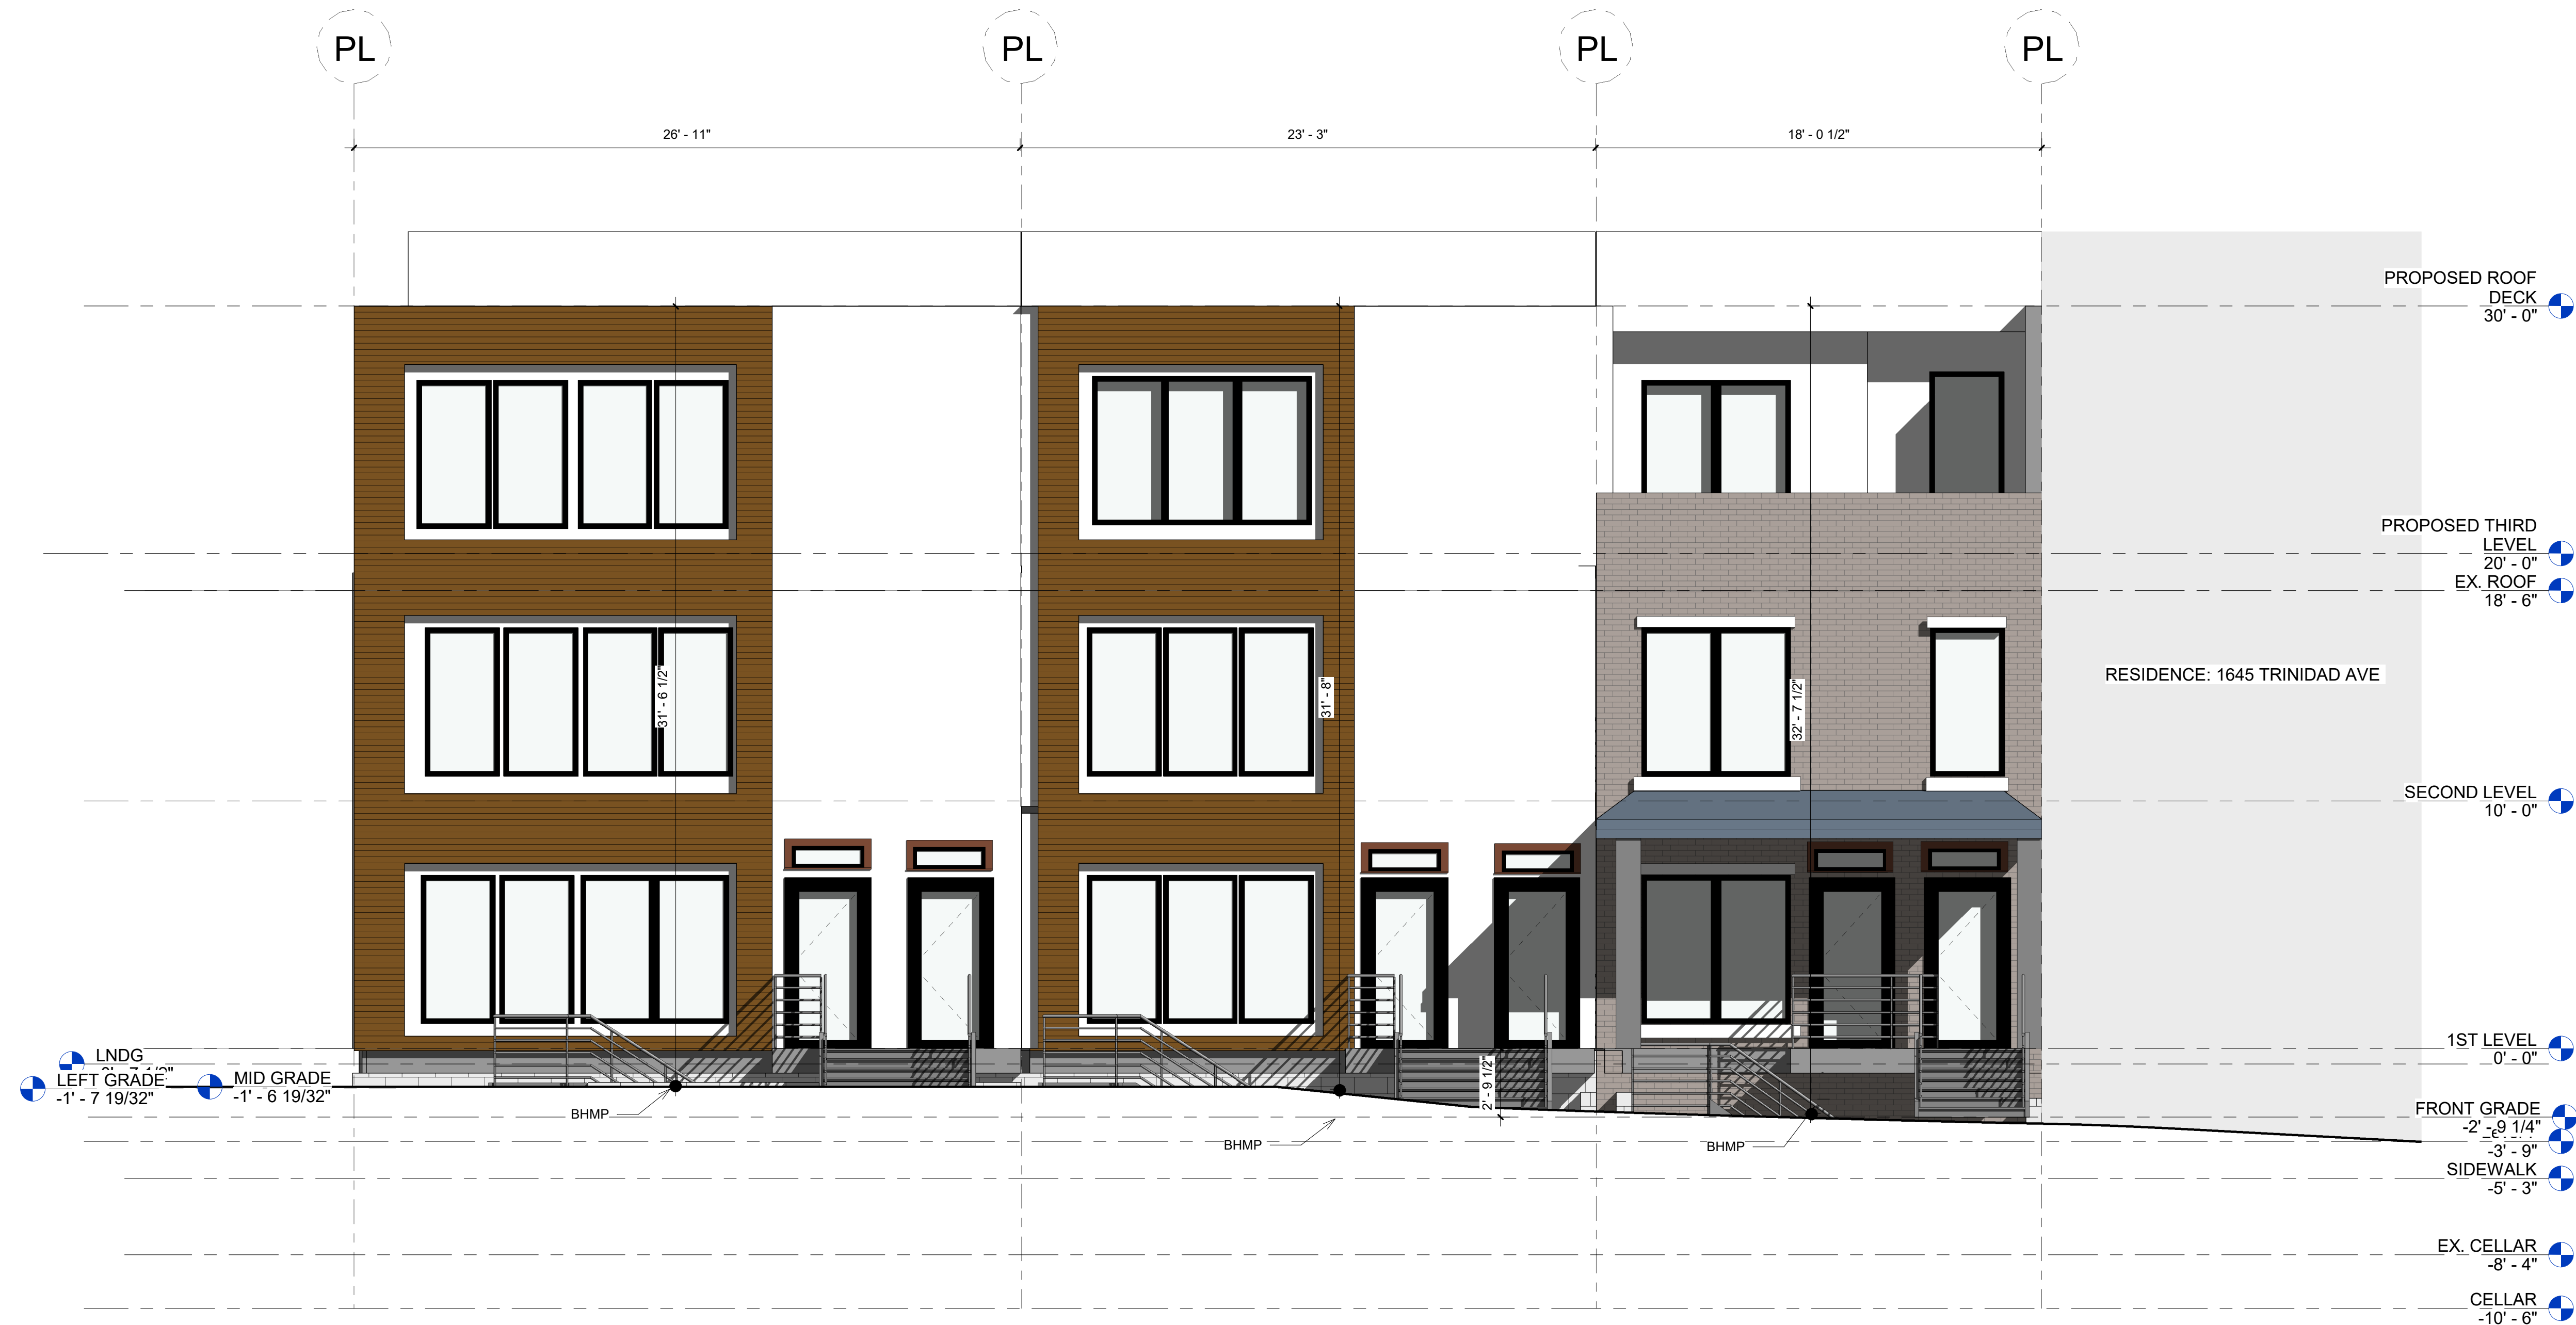 PL
PL
PL
PL
26' - 11"
23' - 3"
18' - 0 1/2"
PROPOSED ROOF
DECK
30' - 0"
PROPOSED THIRD
LEVEL
20' - 0"
EX. ROOF
18' - 6"
31' - 6 1/2"
31' - 8"
32' - 7 1/2"
RESIDENCE: 1645 TRINIDAD AVE
SECOND LEVEL
10' - 0"
1ST LEVEL
0' - 0"
LNDG
LEFT GRADE
-1' - 7 19/32"
MID GRADE
-1' - 6 19/32"
2' - 9 1/2"
BHMP
BHMP
BHMP
FRONT GRADE
-2' - 9 1/4"
-3' - 9"
SIDEWALK
-5' - 3"
EX. CELLAR
-8' - 4"
CELLAR
-10' - 6"